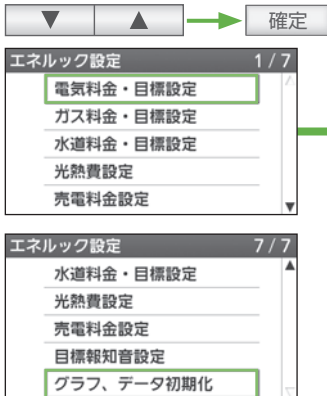 ▼ ▲ 確定
エネルック設定 1 / 7
電気料金・目標設定
ガス料金・目標設定
水道料金・目標設定
光熱費設定
売電料金設定
エネルック設定 7 / 7
水道料金・目標設定
光熱費設定
売電料金設定
目標報知音設定
グラフ、データ初期化